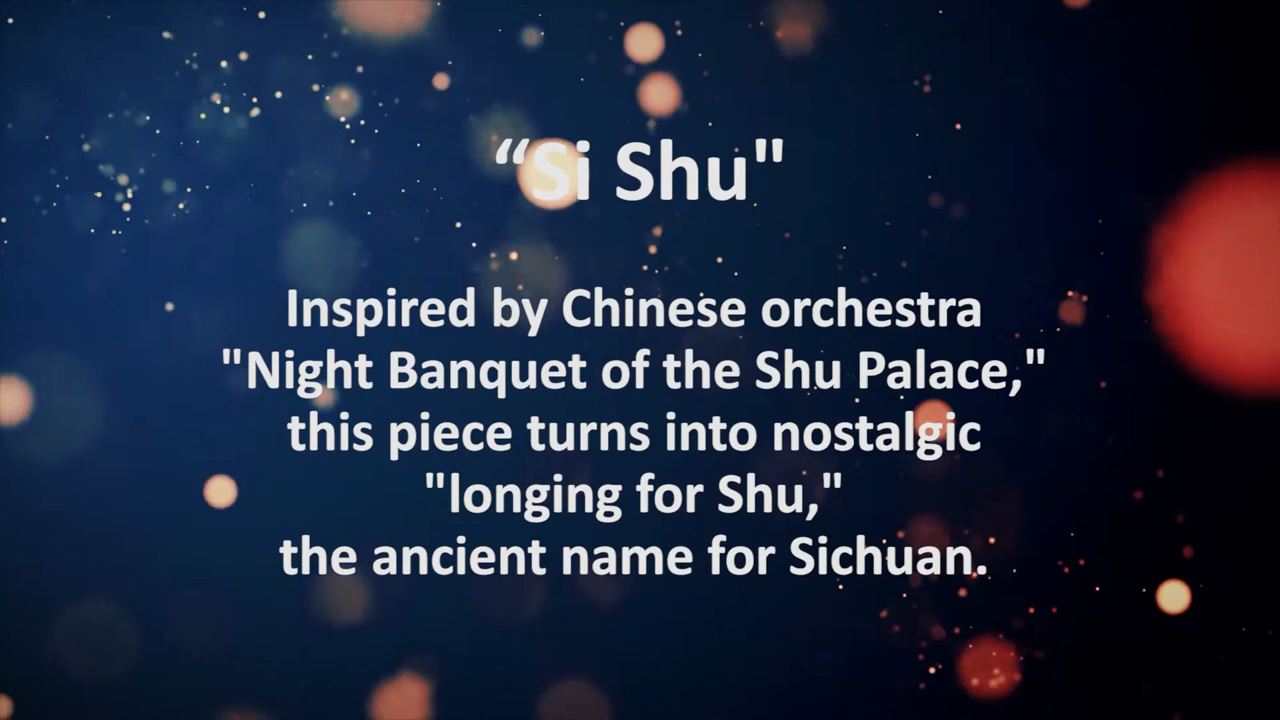 “Si Shu"
Inspired by Chinese orchestra
"Night Banquet of the Shu Palace,"
this piece turns into nostalgic
"longing for Shu,"
the ancient name for Sichuan.